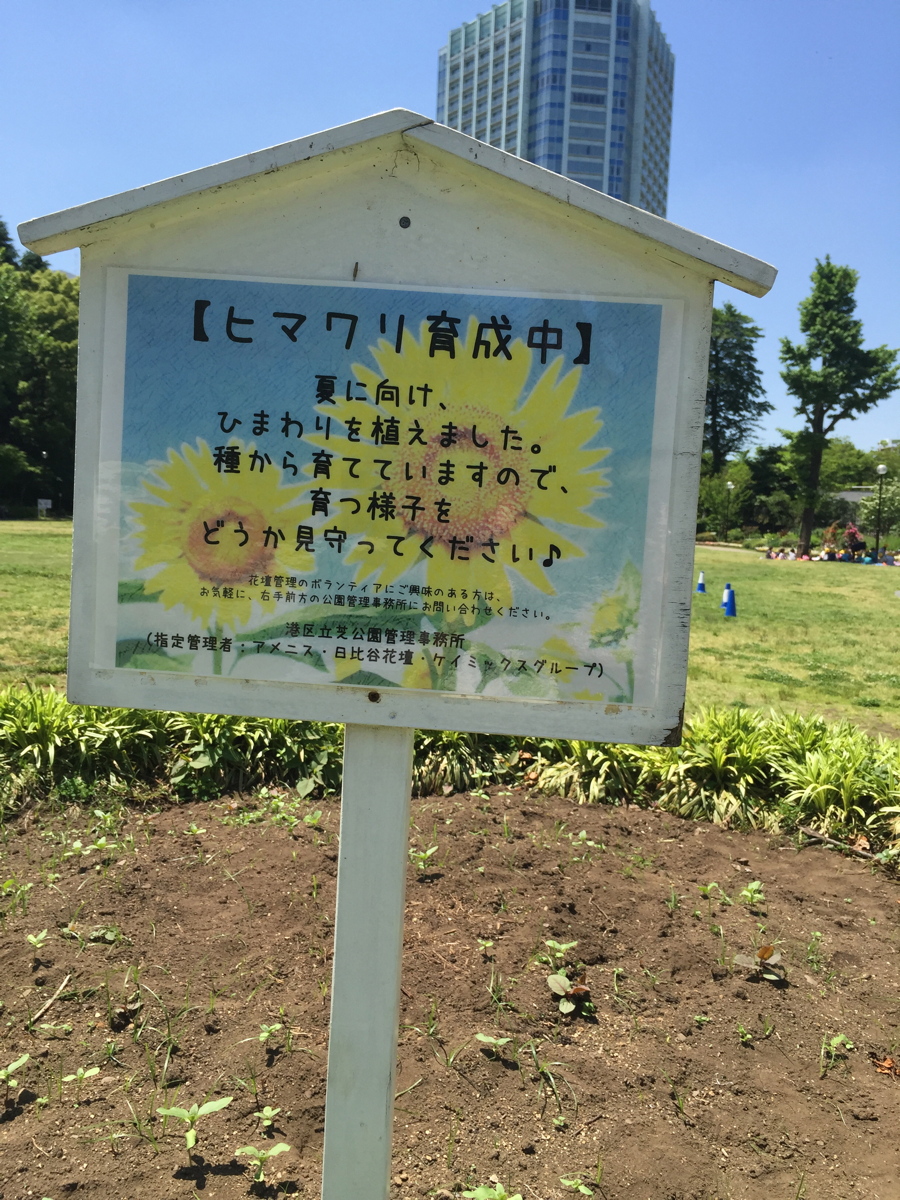 【ヒマワリ育成中】
夏に向け、
ひまわりを植えました。
種から育てていますので、
育つ様子を
どうか見守ってください♪
花壇管理のボランティアにご興味のある方は、
お気軽に、右手前方の公園管理事務所にお問い合わせください。
港区立芝公園管理事務所
(指定管理者：アメニス・日比谷花壇・ケイミックスグループ)